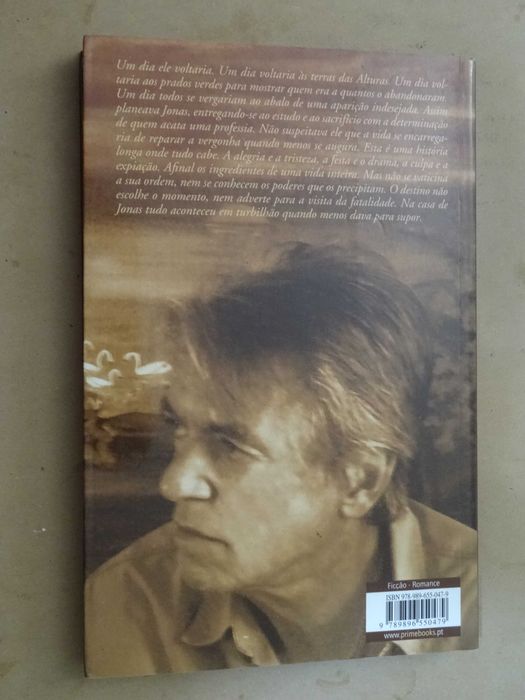 Um dia ele voltaria. Um dia voltaria às terras das Alturas. Um dia vol-
taria aos prados verdes para mostrar quem era a quantos o abandonaram.
Um dia todos se vergariam ao abalo de uma aparição indesejada. Assim
planeava Jonas, entregando-se ao estudo e ao sacrifício com a determinação
de quem acata uma professia. Não suspeitava ele que a vida se encarrega-
ria de reparar a vergonha quando menos se augura. Esta é uma história
longa onde tudo cabe. A alegria e a tristeza, a festa e o drama, a culpa e a
expiação. Afinal os ingredientes de uma vida inteira. Mas não se vaticina
a sua ordem, nem se conhecem os poderes que os precipitam. O destino não
escolhe o momento, nem adverte para a visita da fatalidade. Na casa de
Jonas tudo aconteceu em turbilhão quando menos dava para supor.
Ficção - Romance
ISBN 978-989-655-047-9
9 789896 550479
www.primebooks.pt